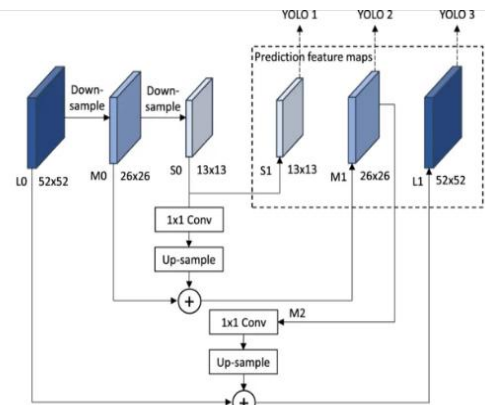 YOLO 1 YOLO 2 YOLO 3
Prediction feature maps
Down-
sample
Down-
sample
L0 52x52 M0 26x26 S0 13x13 S1 13x13 M1 26x26 L1 52x52
1x1 Conv
Up-sample
+
M2
1x1 Conv
Up-sample
+